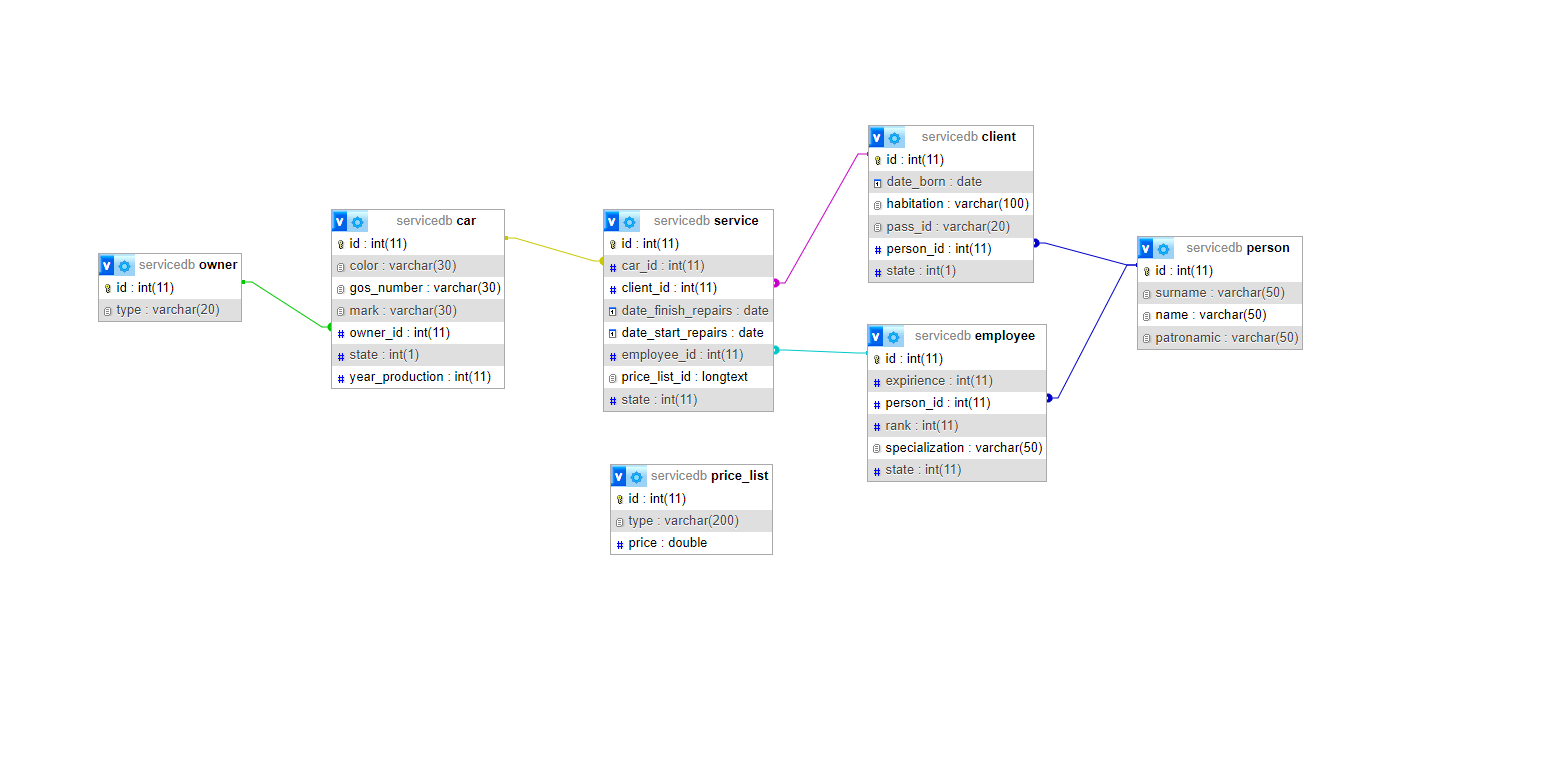 servicedb owner
id : int(11)
type : varchar(20)
servicedb car
id : int(11)
color : varchar(30)
gos_number : varchar(30)
mark : varchar(30)
owner_id : int(11)
state : int(1)
year_production : int(11)
servicedb service
id : int(11)
car_id : int(11)
client_id : int(11)
date_finish_repairs : date
date_start_repairs : date
employee_id : int(11)
price_list_id : longtext
state : int(11)
servicedb price_list
id : int(11)
type : varchar(200)
price : double
servicedb client
id : int(11)
date_born : date
habitation : varchar(100)
pass_id : varchar(20)
person_id : int(11)
state : int(1)
servicedb employee
id : int(11)
expirience : int(11)
person_id : int(11)
rank : int(11)
specialization : varchar(50)
state : int(11)
servicedb person
id : int(11)
surname : varchar(50)
name : varchar(50)
patronamic : varchar(50)